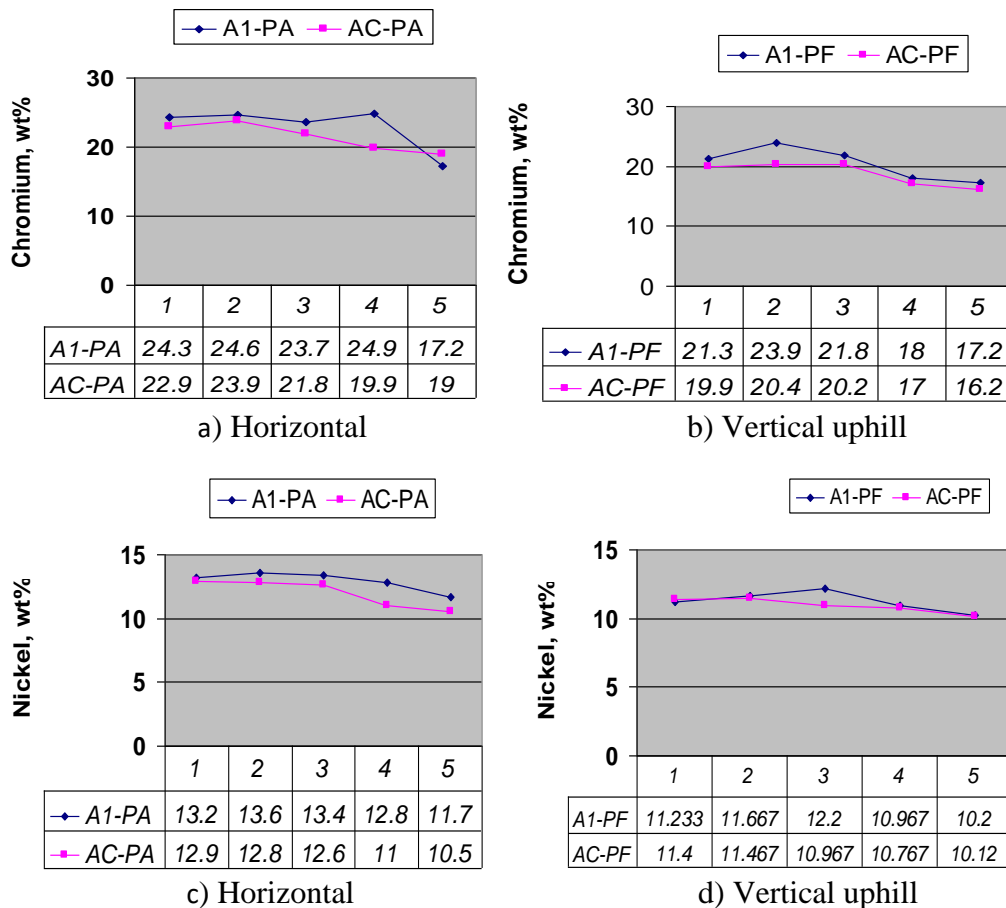 A1-PA AC-PA
Chromium, wt%
30
20
10
0
1 2 3 4 5
A1-PA 24.3 24.6 23.7 24.9 17.2
AC-PA 22.9 23.9 21.8 19.9 19
a) Horizontal
A1-PF AC-PF
Chromium, wt%
30
20
10
0
1 2 3 4 5
A1-PF 21.3 23.9 21.8 18 17.2
AC-PF 19.9 20.4 20.2 17 16.2
b) Vertical uphill
A1-PA AC-PA
Nickel, wt%
15
10
5
0
1 2 3 4 5
A1-PA 13.2 13.6 13.4 12.8 11.7
AC-PA 12.9 12.8 12.6 11 10.5
c) Horizontal
A1-PF AC-PF
Nickel, wt%
15
10
5
0
1 2 3 4 5
A1-PF 11.233 11.667 12.2 10.967 10.2
AC-PF 11.4 11.467 10.967 10.767 10.12
d) Vertical uphill